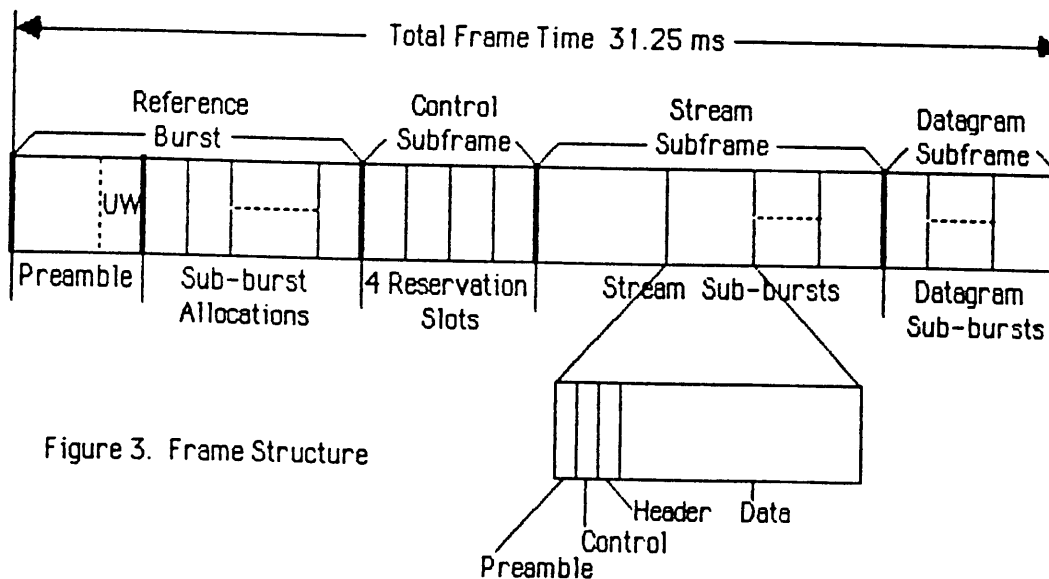 Total Frame Time 31.25 ms
Reference
Burst
Control
Subframe
Stream
Subframe
Datagram
Subframe
UW
Preamble
Sub-burst
Allocations
4 Reservation
Slots
Stream Sub-bursts
Datagram
Sub-bursts
Figure 3. Frame Structure
Header
Data
Control
Preamble